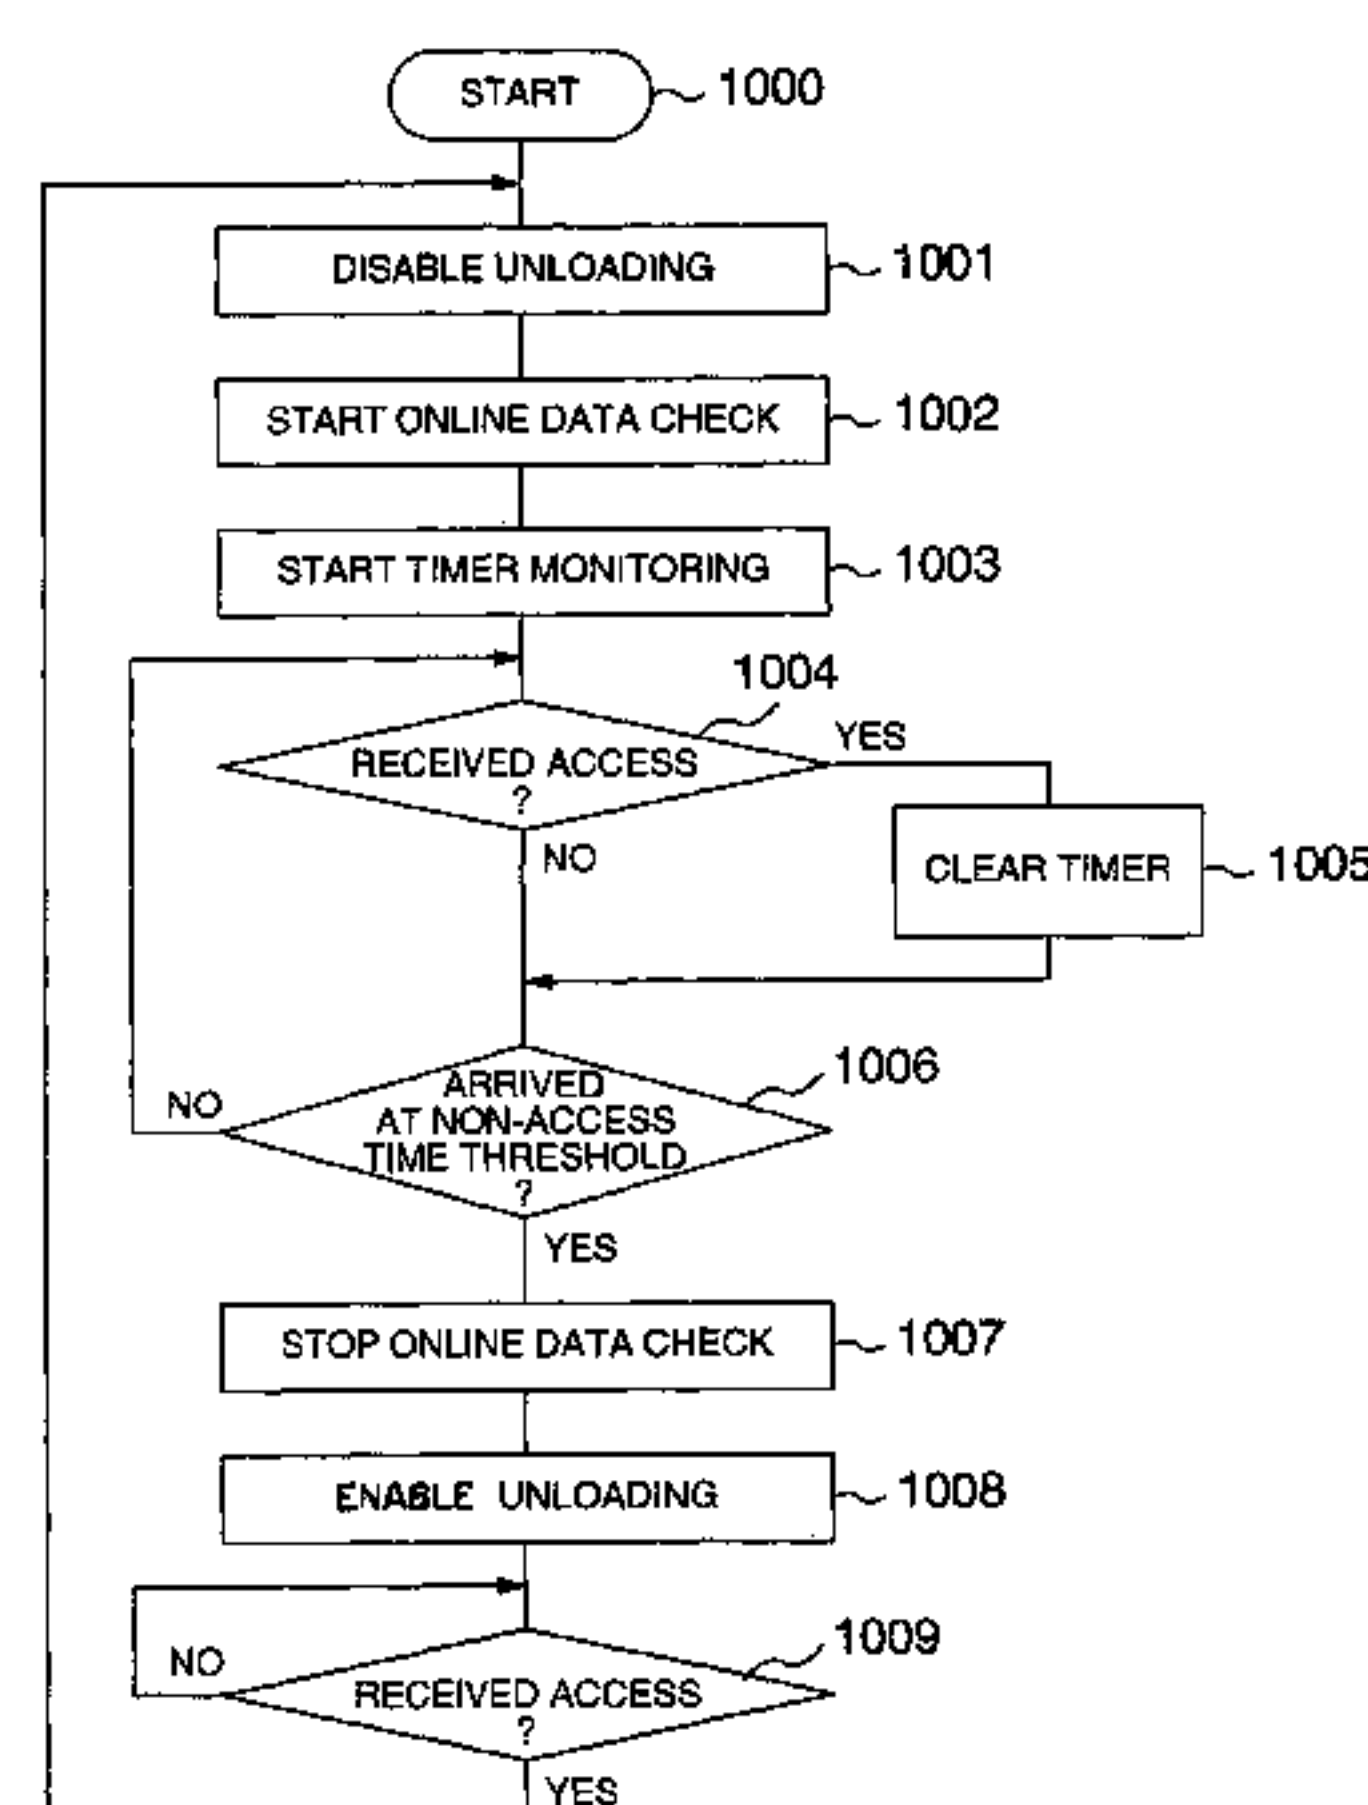 START
1000
DISABLE UNLOADING
1001
START ONLINE DATA CHECK
1002
START TIMER MONITORING
1003
1004
RECEIVED ACCESS
?
YES
NO
CLEAR TIMER
1005
1006
ARRIVED
AT NON-ACCESS
TIME THRESHOLD
?
NO
YES
STOP ONLINE DATA CHECK
1007
ENABLE UNLOADING
1008
1009
NO
RECEIVED ACCESS
?
YES